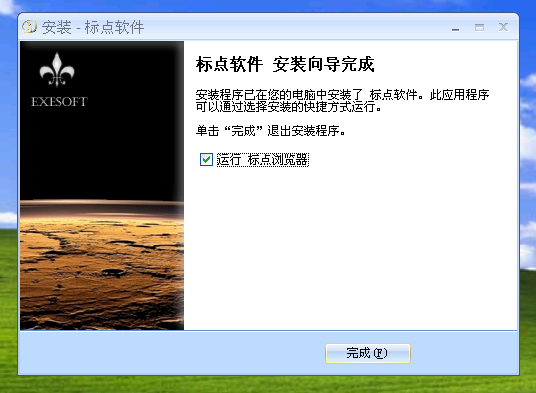 安装 - 标点软件
EXESOFT
标点软件 安装向导完成
安装程序已在您的电脑中安装了 标点软件。此应用程序
可以通过选择安装的快捷方式运行。
单击“完成”退出安装程序。
运行 标点浏览器
完成(F)